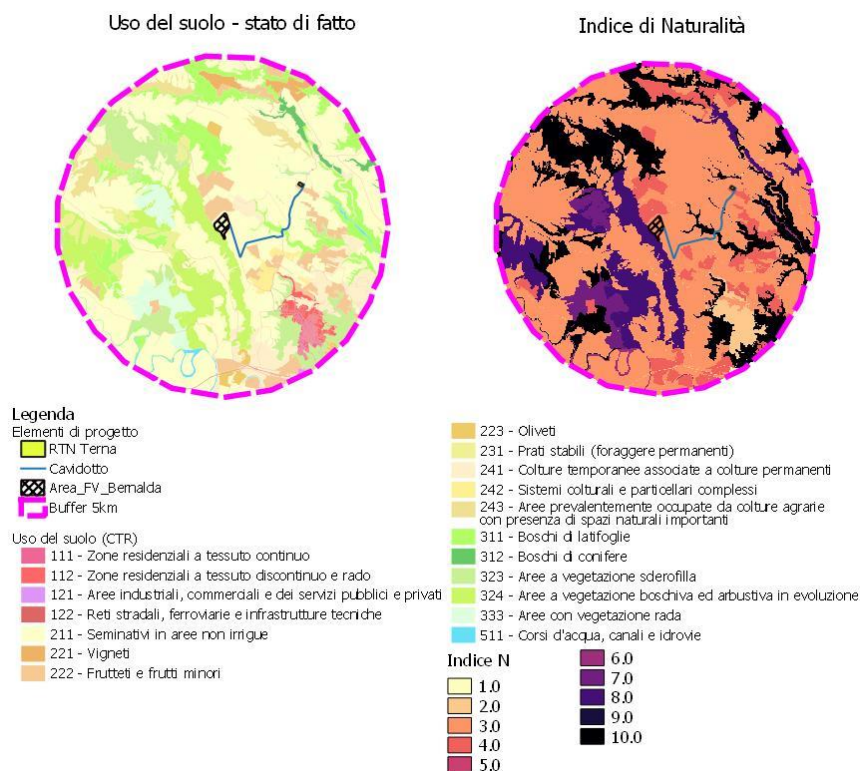 Uso del suolo - stato di fatto
Indice di Naturalità
Legenda
Elementi di progetto
RTN Terna
Cavidotto
Area_FV_Bernalda
Buffer 5km
Uso del suolo (CTR)
111 - Zone residenziali a tessuto continuo
112 - Zone residenziali a tessuto discontinuo e rado
121 - Aree industriali, commerciali e dei servizi pubblici e privati
122 - Reti stradali, ferroviarie e infrastrutture tecniche
211 - Seminativi in aree non irrigue
221 - Vigneti
222 - Frutteti e frutti minori
223 - Oliveti
231 - Prati stabili (foraggere permanenti)
241 - Colture temporanee associate a colture permanenti
242 - Sistemi colturali e particellari complessi
243 - Aree prevalentemente occupate da colture agrarie
con presenza di spazi naturali importanti
311 - Boschi di latifoglie
312 - Boschi di conifere
323 - Aree a vegetazione sclerofilla
324 - Aree a vegetazione boschiva ed arbustiva in evoluzione
333 - Aree con vegetazione rada
511 - Corsi d'acqua, canali e idrovie
Indice N
1.0
2.0
3.0
4.0
5.0
6.0
7.0
8.0
9.0
10.0